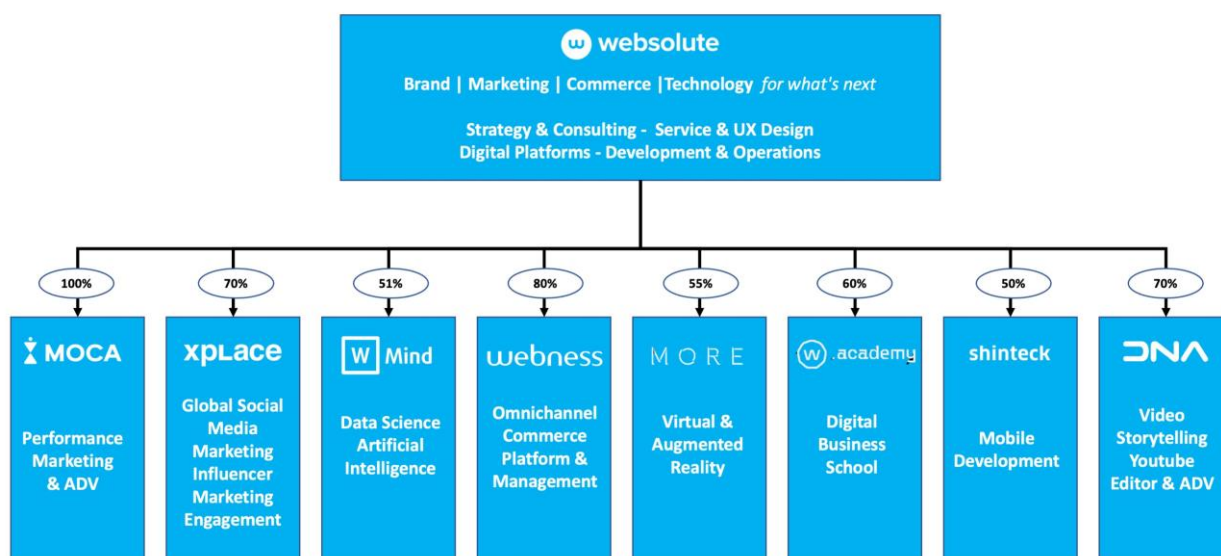 websolute
Brand | Marketing | Commerce |Technology for what's next
Strategy & Consulting - Service & UX Design
Digital Platforms - Development & Operations
100%
70%
51%
80%
55%
60%
50%
70%
MOCA
Performance
Marketing
& ADV
xpLace
Global Social
Media
Marketing
Influencer
Marketing
Engagement
W Mind
Data Science
Artificial
Intelligence
webness
Omnichannel
Commerce
Platform &
Management
MORE
Virtual &
Augmented
Reality
w .academy
Digital
Business
School
shinteck
Mobile
Development
DNA
Video
Storytelling
Youtube
Editor & ADV